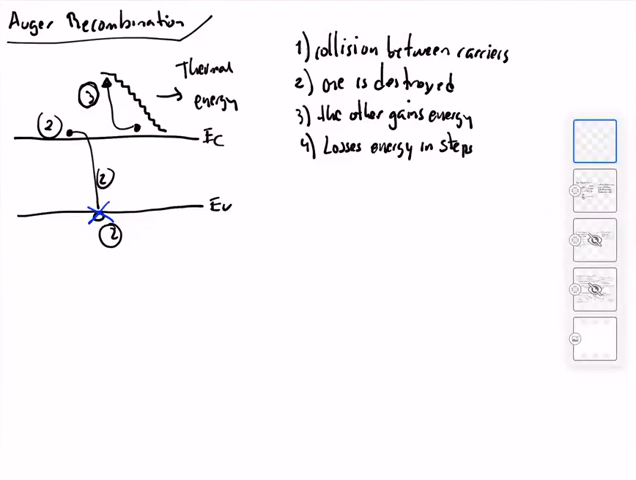 Auger Recombination
1) collision between carriers
2) one is destroyed
3) the other gains energy
4) Losses energy in steps
Thermal
energy
3
2
Ec
2
Ev
2